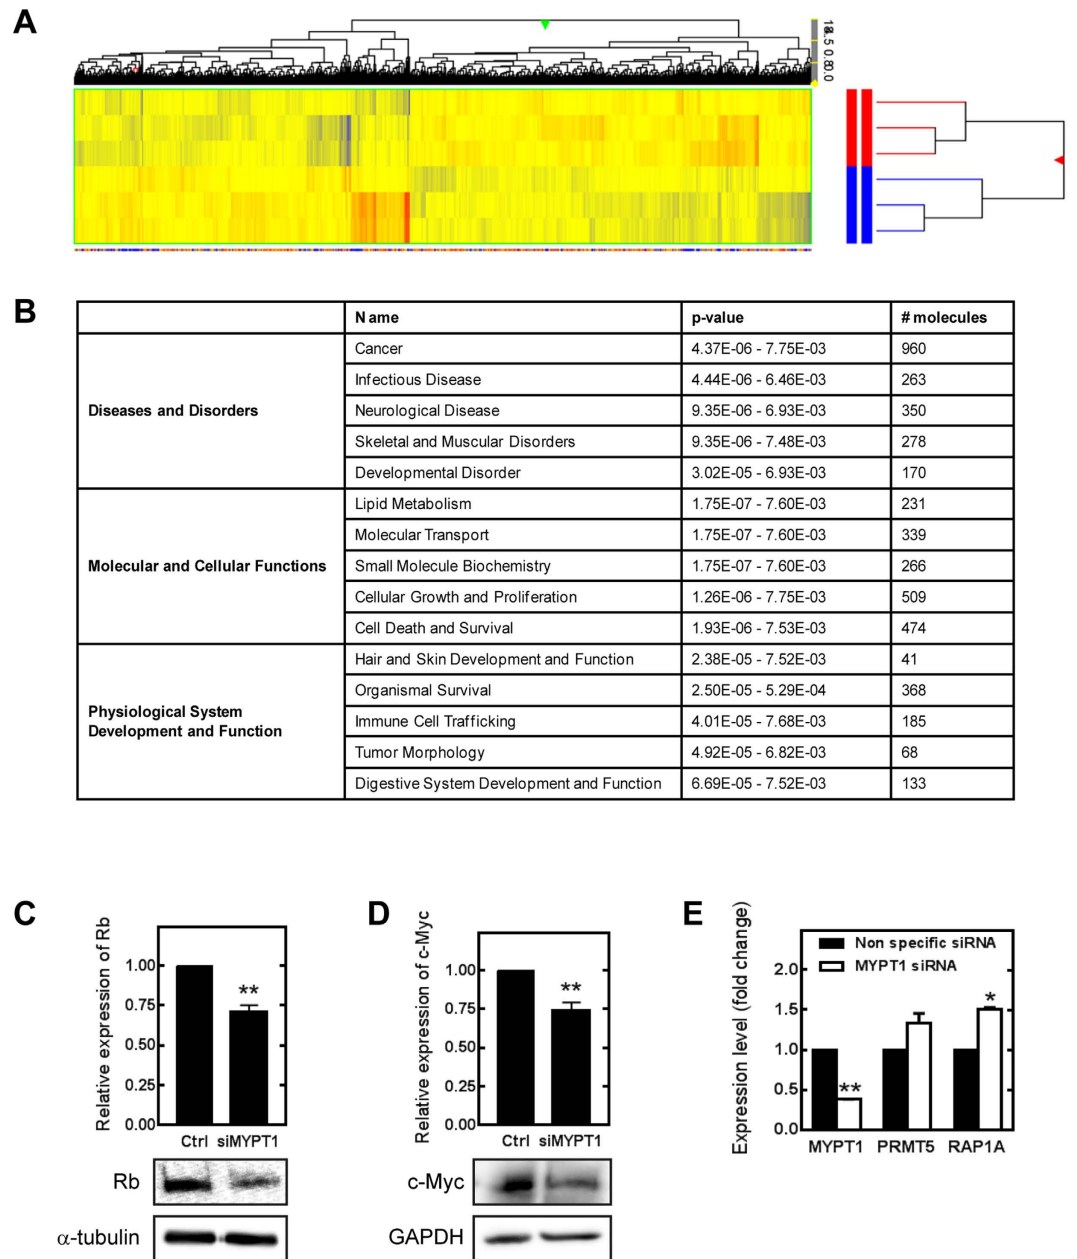 A
B
Name p-value # molecules
Diseases and Disorders
Cancer 4.37E-06 - 7.75E-03 960
Infectious Disease 4.44E-06 - 6.46E-03 263
Neurological Disease 9.35E-06 - 6.93E-03 350
Skeletal and Muscular Disorders 9.35E-06 - 7.48E-03 278
Developmental Disorder 3.02E-05 - 6.93E-03 170
Molecular and Cellular Functions
Lipid Metabolism 1.75E-07 - 7.60E-03 231
Molecular Transport 1.75E-07 - 7.60E-03 339
Small Molecule Biochemistry 1.75E-07 - 7.60E-03 266
Cellular Growth and Proliferation 1.26E-06 - 7.75E-03 509
Cell Death and Survival 1.93E-06 - 7.53E-03 474
Physiological System
Development and Function
Hair and Skin Development and Function 2.38E-05 - 7.52E-03 41
Organismal Survival 2.50E-05 - 5.29E-04 368
Immune Cell Trafficking 4.01E-05 - 7.68E-03 185
Tumor Morphology 4.92E-05 - 6.82E-03 68
Digestive System Development and Function 6.69E-05 - 7.52E-03 133
C
Relative expression of Rb
1.00
0.75
0.50
0.25
0.00
**
Ctrl siMYPT1
Rb
α-tubulin
D
Relative expression of c-Myc
1.00
0.75
0.50
0.25
0.00
**
Ctrl siMYPT1
c-Myc
GAPDH
E
Expression level (fold change)
Non specific siRNA
MYPT1 siRNA
2.0
1.5
1.0
0.5
0.0
**
*
MYPT1 PRMT5 RAP1A